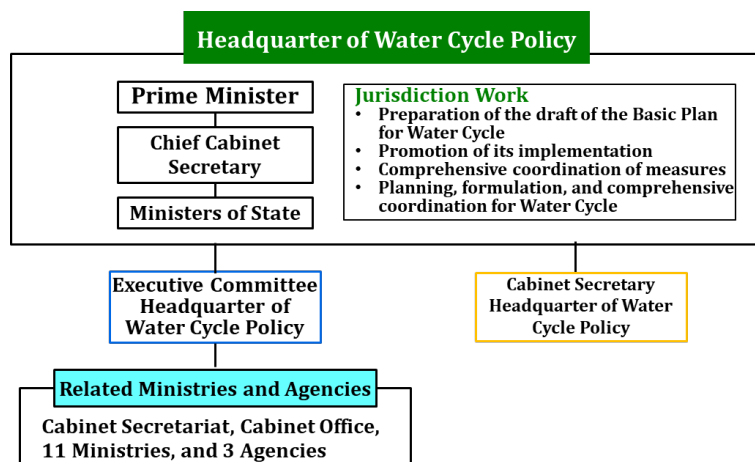 Headquarter of Water Cycle Policy
Prime Minister
Chief Cabinet
Secretary
Ministers of State
Jurisdiction Work
• Preparation of the draft of the Basic Plan
for Water Cycle
• Promotion of its implementation
• Comprehensive coordination of measures
• Planning, formulation, and comprehensive
coordination for Water Cycle
Executive Committee
Headquarter of
Water Cycle Policy
Cabinet Secretary
Headquarter of Water
Cycle Policy
Related Ministries and Agencies
Cabinet Secretariat, Cabinet Office,
11 Ministries, and 3 Agencies